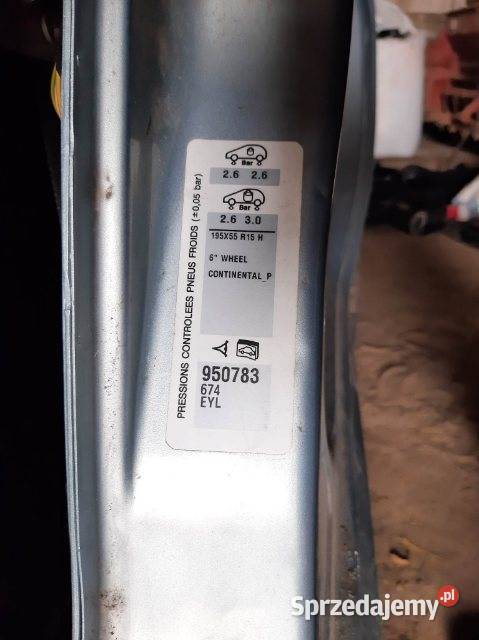 PRESSIONS CONTROLEES PNEUS FROIDS (±0,05 bar)
Bar
2.6 2.6
Bar
2.6 3.0
195X55 R15 H
6" WHEEL
CONTINENTAL_P
950783
674
EYL
Sprzedajemy.pl